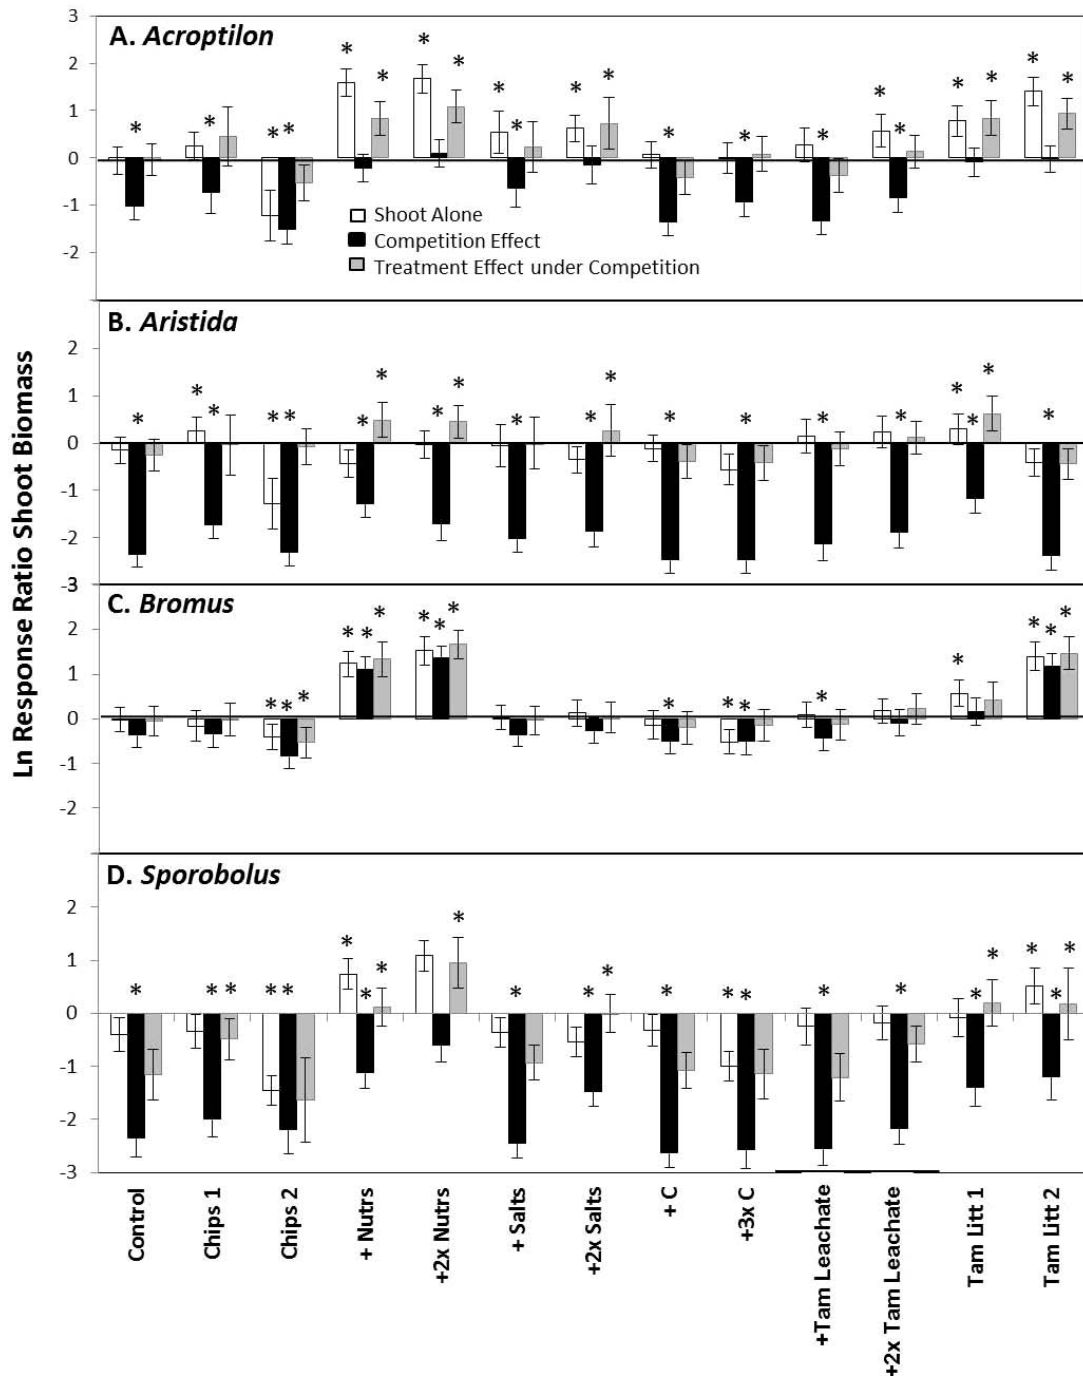 Ln Response Ratio Shoot Biomass
3
A. Acroptilon
2
1
0
-1
-2
* * * * * * * * * * * * * * * * * * * * * *
Shoot Alone
Competition Effect
Treatment Effect under Competition
B. Aristida
2
1
0
-1
-2
-3
* * * * * * * * * * * * * * * * * * * *
C. Bromus
2
1
0
-1
-2
* * * * * * * * * * * * * * * * * *
D. Sporobolus
2
1
0
-1
-2
-3
* * * * * * * * * * * * * * * * * * * * *
Control
Chips 1
Chips 2
+ Nutrs
+2x Nutrs
+ Salts
+2x Salts
+ C
+3x C
+Tam Leachate
+2x Tam Leachate
Tam Litt 1
Tam Litt 2